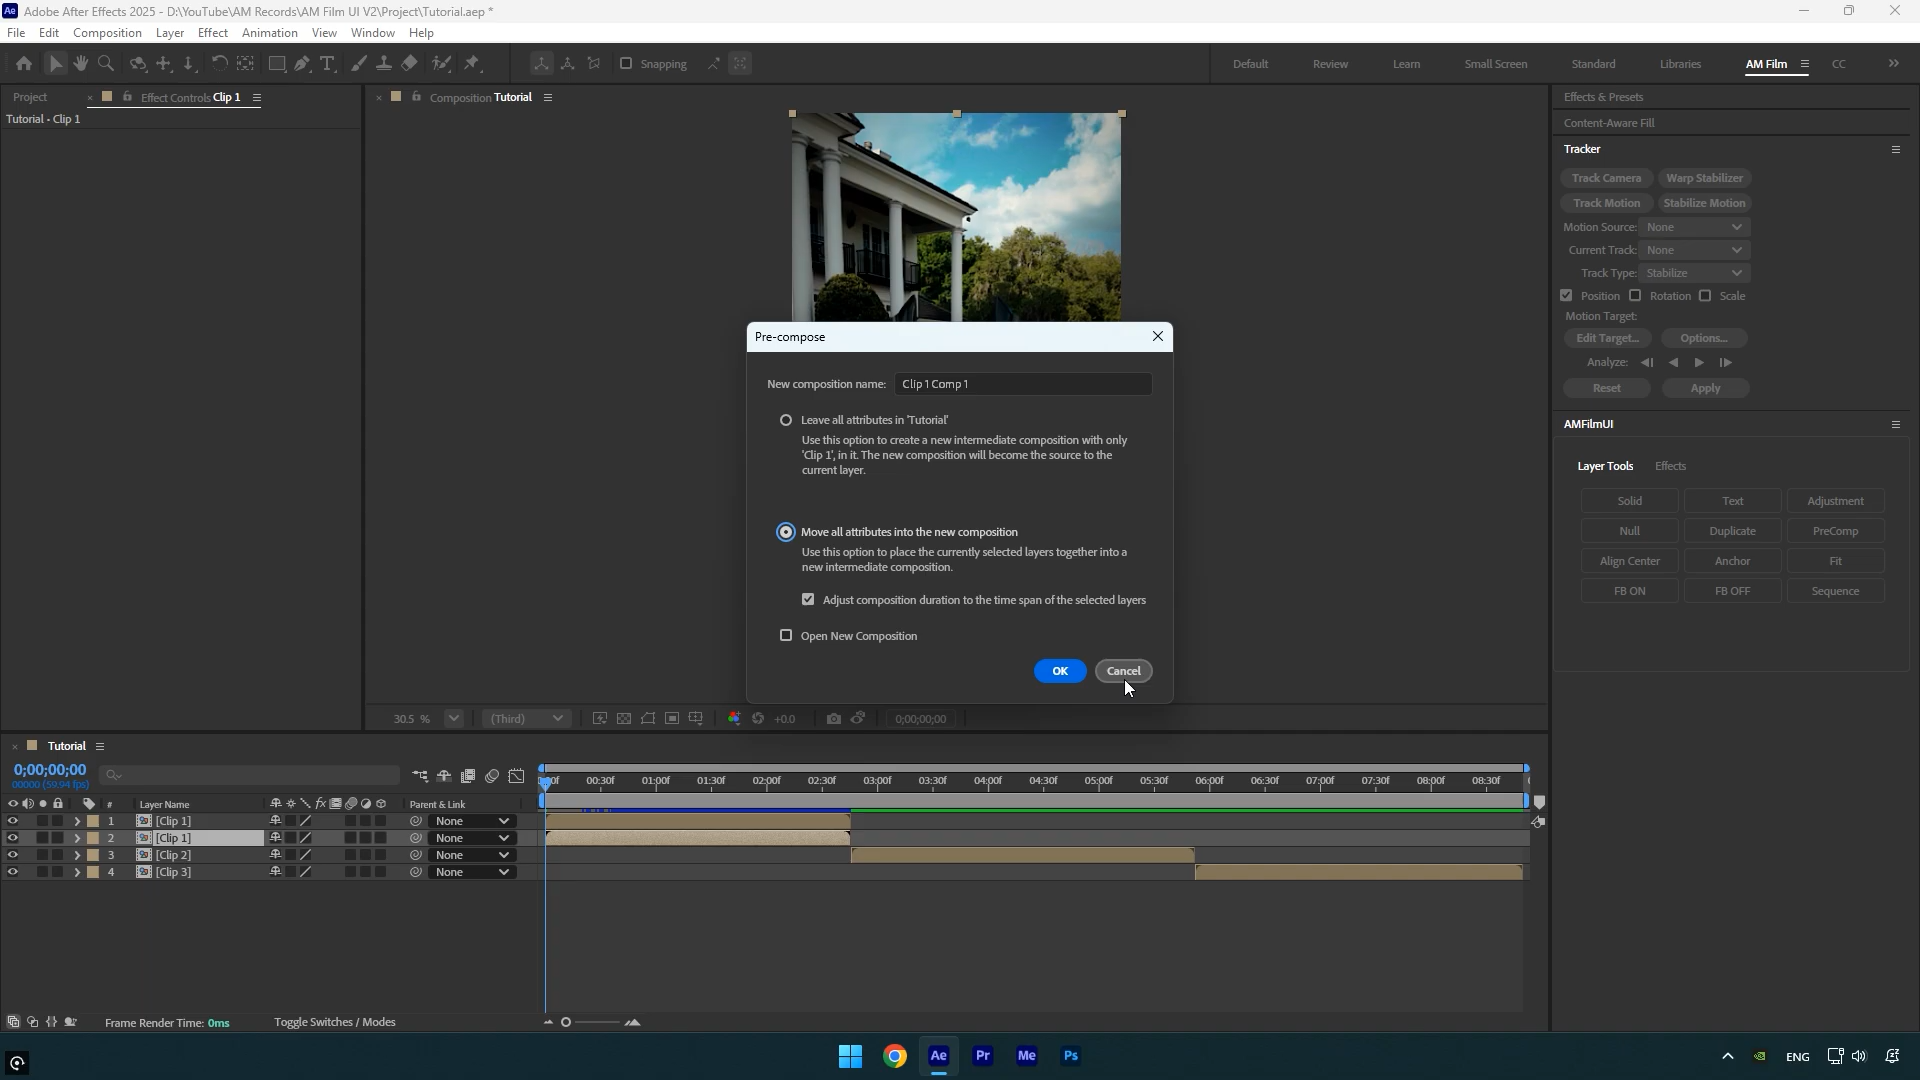 Ae Adobe After Effects 2025 - D:\YouTube\AM Records\AM Film UI V2\Project\Tutorial.aep *
File Edit Composition Layer Effect Animation View Window Help
Snapping Default Review Learn Small Screen Standard Libraries AM Film CC
Project Effect Controls Clip 1
Tutorial • Clip 1
Composition Tutorial
Effects & Presets
Content-Aware Fill
Tracker
Track Camera Warp Stabilizer
Track Motion Stabilize Motion
Motion Source: None
Current Track: None
Track Type: Stabilize
Position Rotation Scale
Motion Target:
Edit Target... Options...
Analyze:
Reset Apply
AMFilmUI
Layer Tools Effects
Solid Text Adjustment
Null Duplicate PreComp
Align Center Anchor Fit
FB ON FB OFF Sequence
Pre-compose
New composition name: Clip 1 Comp 1
Leave all attributes in 'Tutorial'
Use this option to create a new intermediate composition with only
'Clip 1', in it. The new composition will become the source to the
current layer.
Move all attributes into the new composition
Use this option to place the currently selected layers together into a
new intermediate composition.
Adjust composition duration to the time span of the selected layers
Open New Composition
OK Cancel
30.5 % (Third) +0.0 0;00;00;00
Tutorial
0;00;00;00
00000 (59.94 fps)
00:30f 01:00f 01:30f 02:00f 02:30f 03:00f 03:30f 04:00f 04:30f 05:00f 05:30f 06:00f 06:30f 07:00f 07:30f 08:00f 08:30f
# Layer Name fx Parent & Link
1 [Clip 1] None
2 [Clip 1] None
3 [Clip 2] None
4 [Clip 3] None
Frame Render Time: 0ms Toggle Switches / Modes
Ae Pr Me Ps ENG